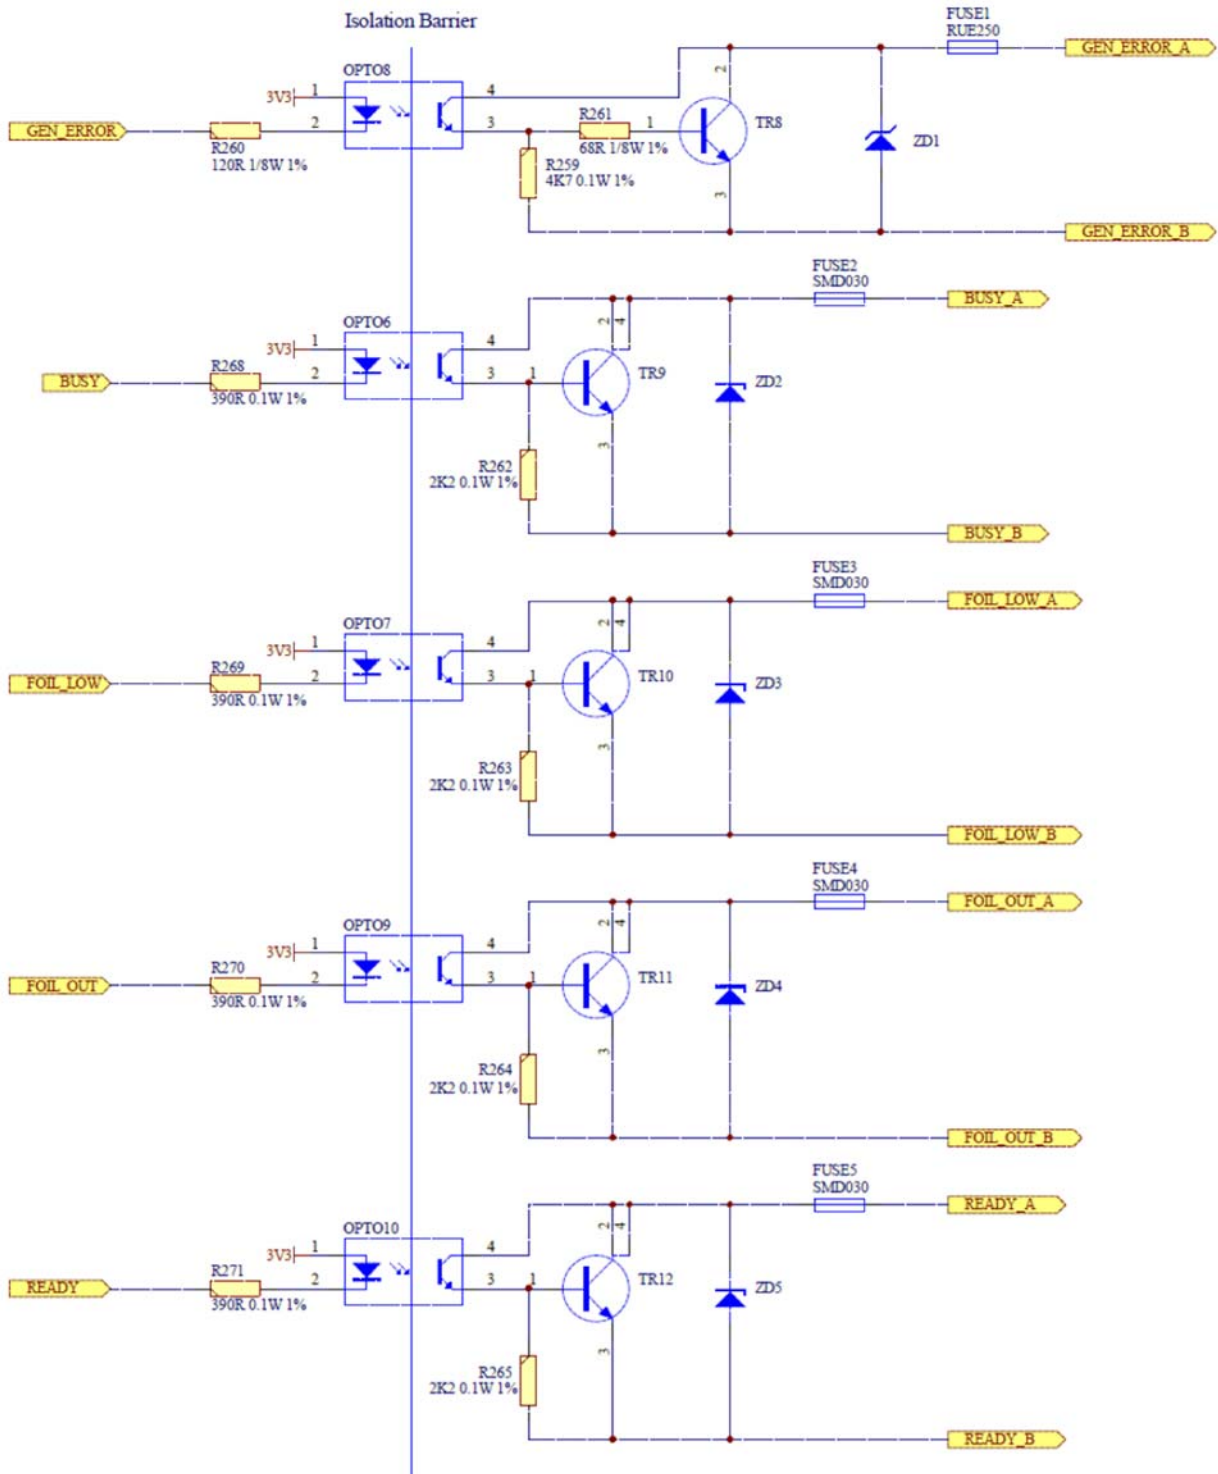 Isolation Barrier
FUSE1
RUE250
GEN_ERROR_A
OPTO8
3V3
1
4
2
GEN_ERROR
2
3
R261
1
TR8
ZD1
R260
120R 1/8W 1%
68R 1/8W 1%
R259
4K7 0.1W 1%
3
GEN_ERROR_B
FUSE2
SMD030
BUSY_A
OPTO6
2
4
3V3
1
4
R268
BUSY
2
3
1
TR9
ZD2
390R 0.1W 1%
3
R262
2K2 0.1W 1%
BUSY_B
FUSE3
SMD030
FOIL_LOW_A
OPTO7
2
4
3V3
1
4
R269
FOIL_LOW
2
3
1
TR10
ZD3
390R 0.1W 1%
3
R263
2K2 0.1W 1%
FOIL_LOW_B
FUSE4
SMD030
FOIL_OUT_A
OPTO9
2
4
3V3
1
4
R270
FOIL_OUT
2
3
1
TR11
ZD4
390R 0.1W 1%
3
R264
2K2 0.1W 1%
FOIL_OUT_B
FUSE5
SMD030
READY_A
OPTO10
2
4
3V3
1
4
R271
READY
2
3
1
TR12
ZD5
390R 0.1W 1%
3
R265
2K2 0.1W 1%
READY_B